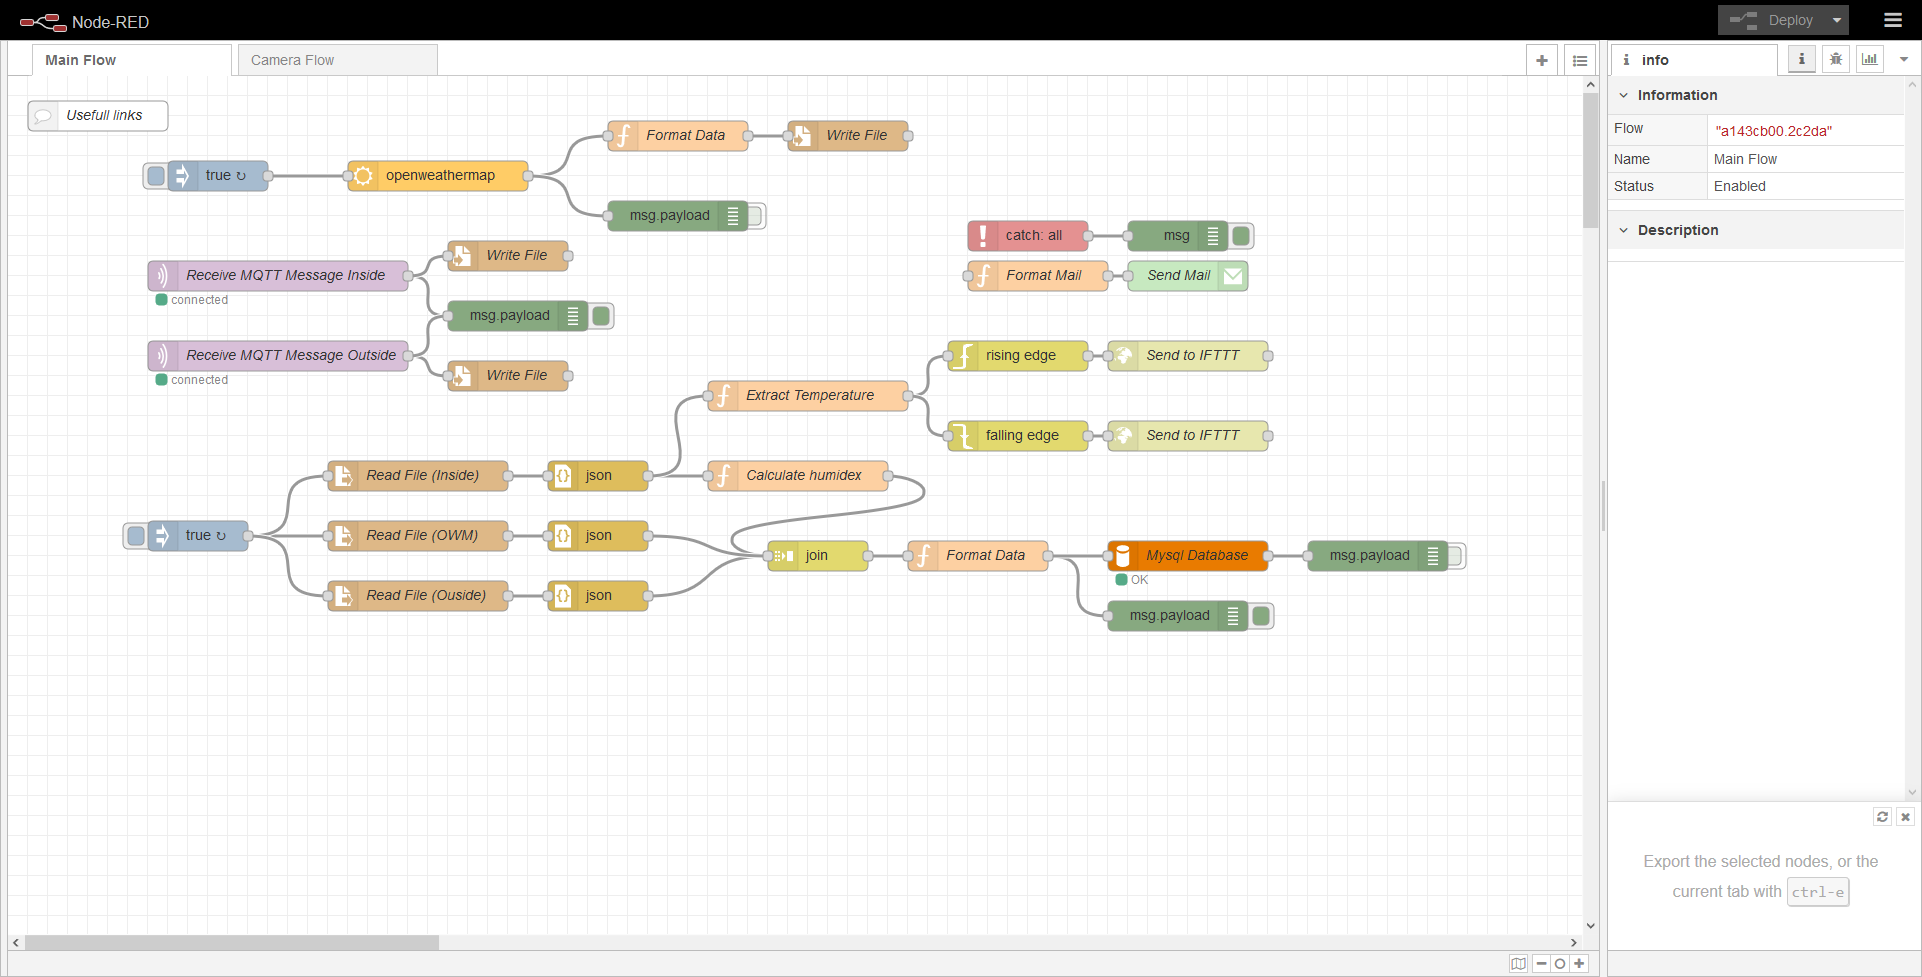 Node-RED
Deploy
Main Flow
Camera Flow
info
Usefull links
Format Data
Write File
true ↻
openweathermap
msg.payload
catch: all
msg
Write File
Receive MQTT Message Inside
connected
Format Mail
Send Mail
msg.payload
Receive MQTT Message Outside
connected
Write File
rising edge
Send to IFTTT
Extract Temperature
falling edge
Send to IFTTT
Read File (Inside)
json
Calculate humidex
true ↻
Read File (OWM)
json
join
Format Data
Mysql Database
OK
msg.payload
Read File (Ouside)
json
msg.payload
Information
Flow
"a143cb00.2c2da"
Name
Main Flow
Status
Enabled
Description
Export the selected nodes, or the
current tab with ctrl-e